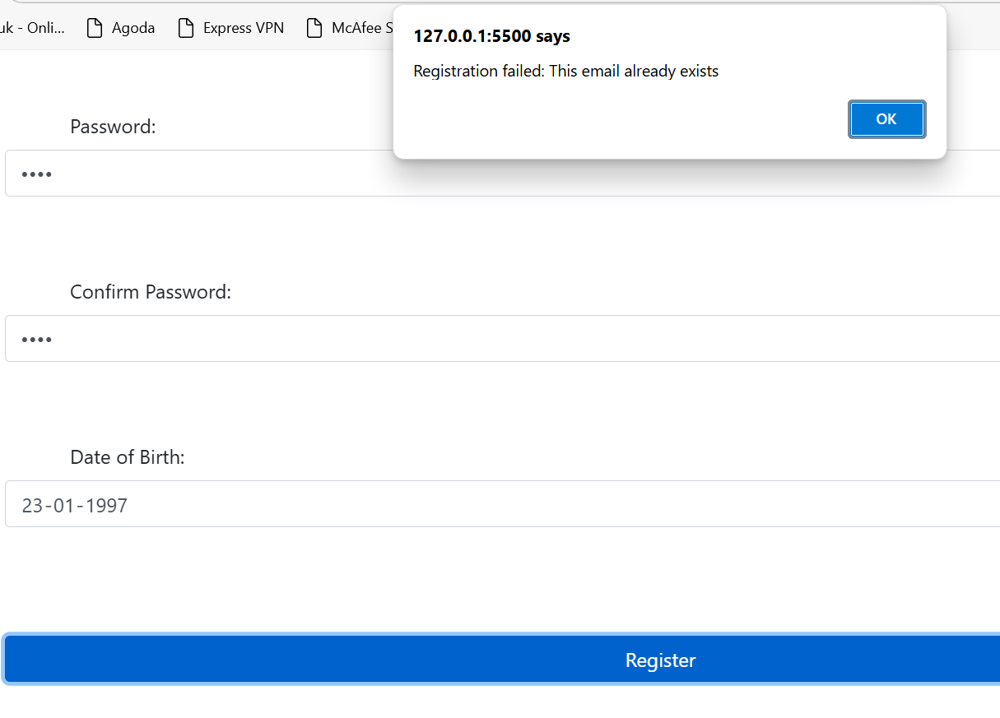 uk - Onli... Agoda Express VPN McAfee S
127.0.0.1:5500 says
Registration failed: This email already exists
OK
Password:
••••
Confirm Password:
••••
Date of Birth:
23-01-1997
Register